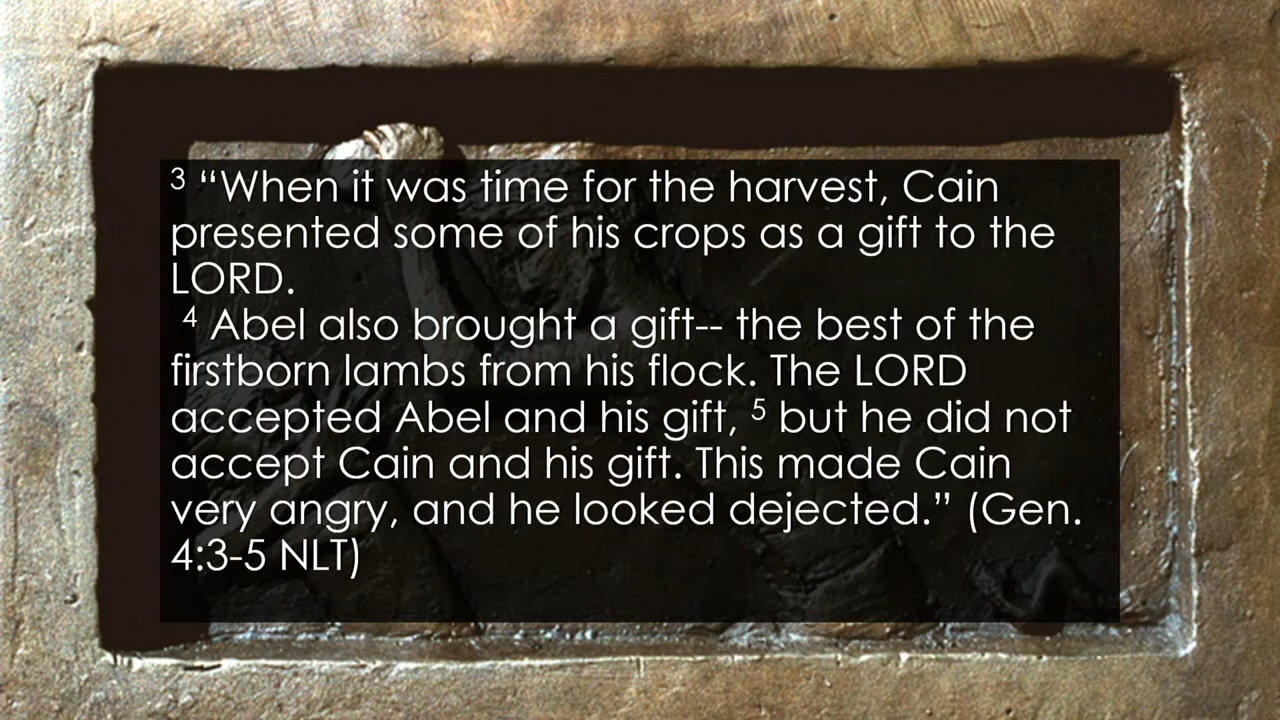 3 “When it was time for the harvest, Cain
presented some of his crops as a gift to the
LORD.
4 Abel also brought a gift-- the best of the
firstborn lambs from his flock. The LORD
accepted Abel and his gift, 5 but he did not
accept Cain and his gift. This made Cain
very angry, and he looked dejected.” (Gen.
4:3-5 NLT)